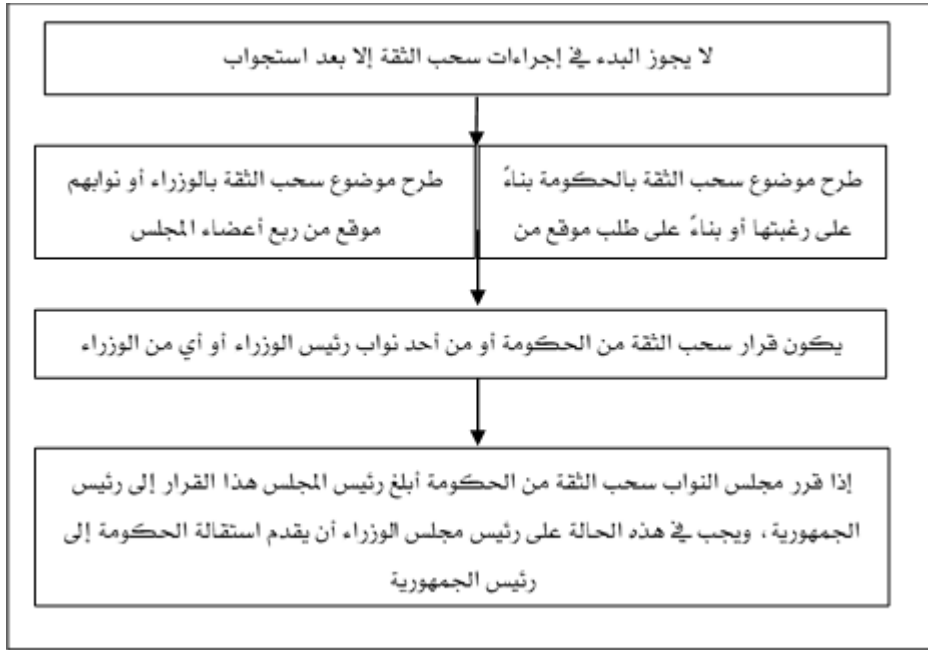 لا يجوز البدء في إجراءات سحب الثقة إلا بعد استجواب
طرح موضوع سحب الثقة بالحكومة بناءً
على رغبتها أو بناءً على طلب موقع من
طرح موضوع سحب الثقة بالوزراء أو نوابهم
موقع من ربع أعضاء المجلس
يكون قرار سحب الثقة من الحكومة أو من أحد نواب رئيس الوزراء أو أي من الوزراء
إذا قرر مجلس النواب سحب الثقة من الحكومة أبلغ رئيس المجلس هذا القرار إلى رئيس
الجمهورية، ويجب في هذه الحالة على رئيس مجلس الوزراء أن يقدم استقالة الحكومة إلى
رئيس الجمهورية